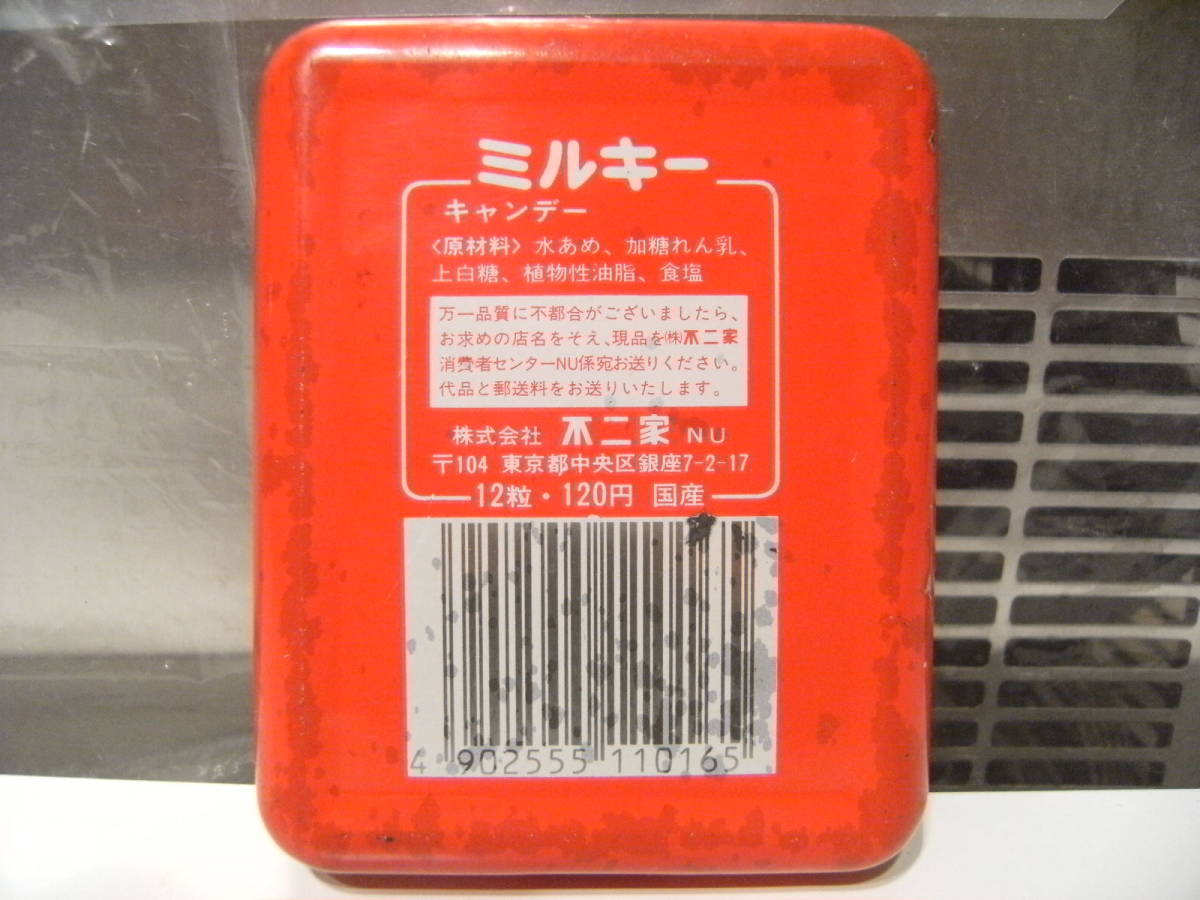 ミルキー
キャンデー
〈原材料〉水あめ、加糖れん乳、
上白糖、植物性油脂、食塩
万一品質に不都合がございましたら、
お求めの店名をそえ、現品を㈱不二家
消費者センターNU係宛お送りください。
代品と郵送料をお送りいたします。
株式会社 不二家 NU
〒104 東京都中央区銀座7-2-17
12粒・120円 国産
4 902555 110165